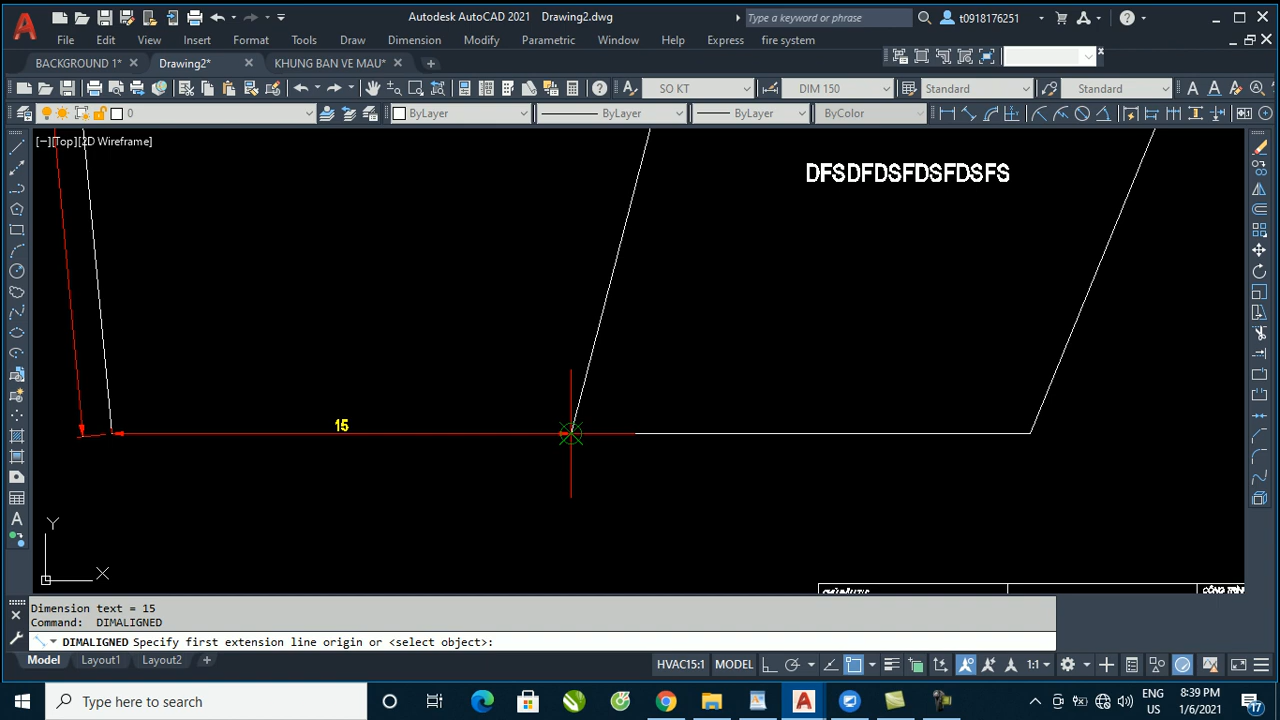 Autodesk AutoCAD 2021 Drawing2.dwg
Type a keyword or phrase
t0918176251
File Edit View Insert Format Tools Draw Dimension Modify Parametric Window Help Express fire system
BACKGROUND 1* Drawing2* KHUNG BAN VE MAU*
SO KT DIM 150 Standard Standard
0 ByLayer ByLayer ByLayer ByColor
[−][Top][2D Wireframe]
DFSDFDSFDSFDSFS
15
Y
X
CÔNG TRÌNH
Dimension text = 15
Command: DIMALIGNED
DIMALIGNED Specify first extension line origin or <select object>:
Model Layout1 Layout2 + HVAC15:1 MODEL 1:1
Type here to search
ENG
US
8:39 PM
1/6/2021
17